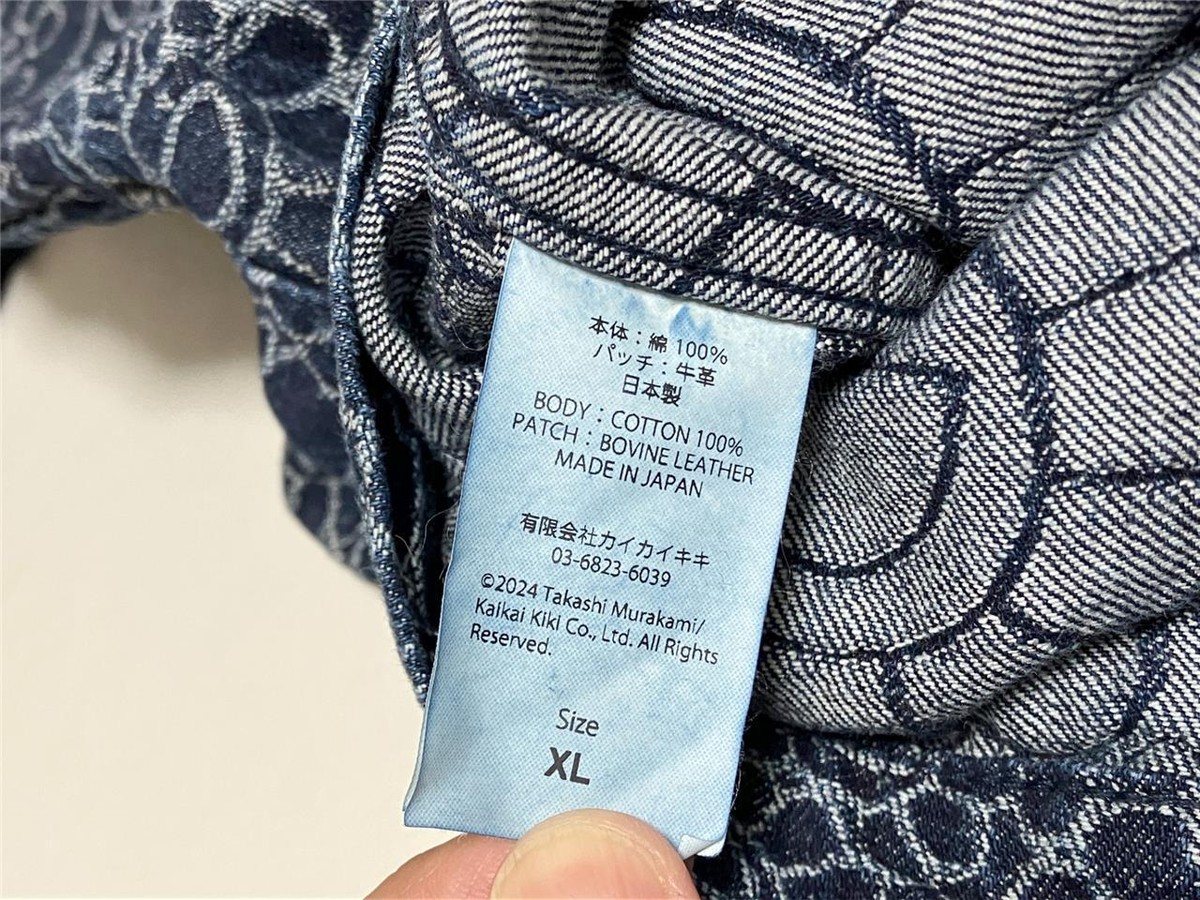 本体：綿 100%
パッチ：牛革
日本製
BODY：COTTON 100%
PATCH：BOVINE LEATHER
MADE IN JAPAN
有限会社カイカイキキ
03-6823-6039
©2024 Takashi Murakami/
Kaikai Kiki Co., Ltd. All Rights
Reserved.
Size
XL